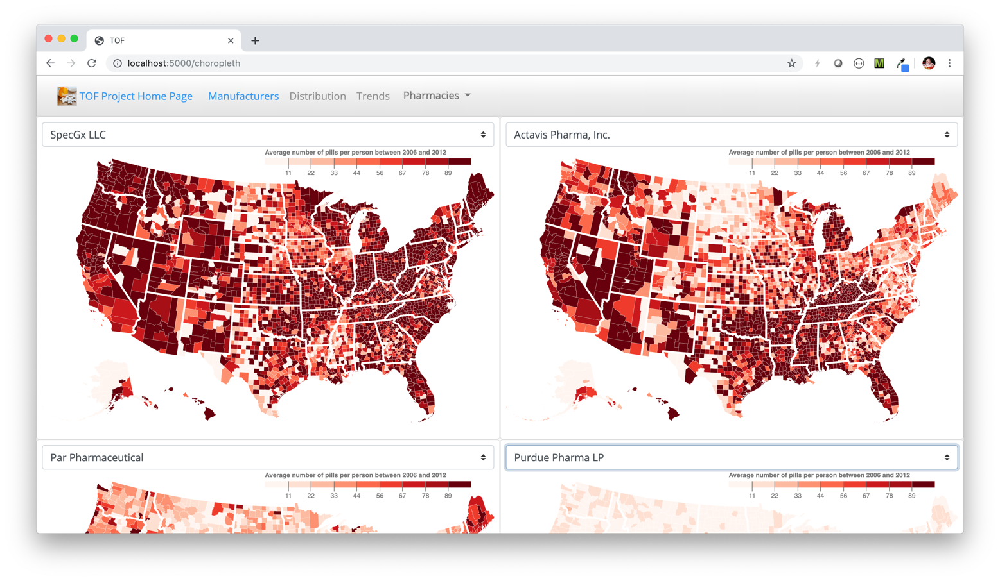 TOF
localhost:5000/choropleth
TOF Project Home Page Manufacturers Distribution Trends Pharmacies
SpecGx LLC
Average number of pills per person between 2006 and 2012
11 22 33 44 56 67 78 89
Actavis Pharma, Inc.
Average number of pills per person between 2006 and 2012
11 22 33 44 56 67 78 89
Par Pharmaceutical
Average number of pills per person between 2006 and 2012
11 22 33 44 56 67 78 89
Purdue Pharma LP
Average number of pills per person between 2006 and 2012
11 22 33 44 56 67 78 89